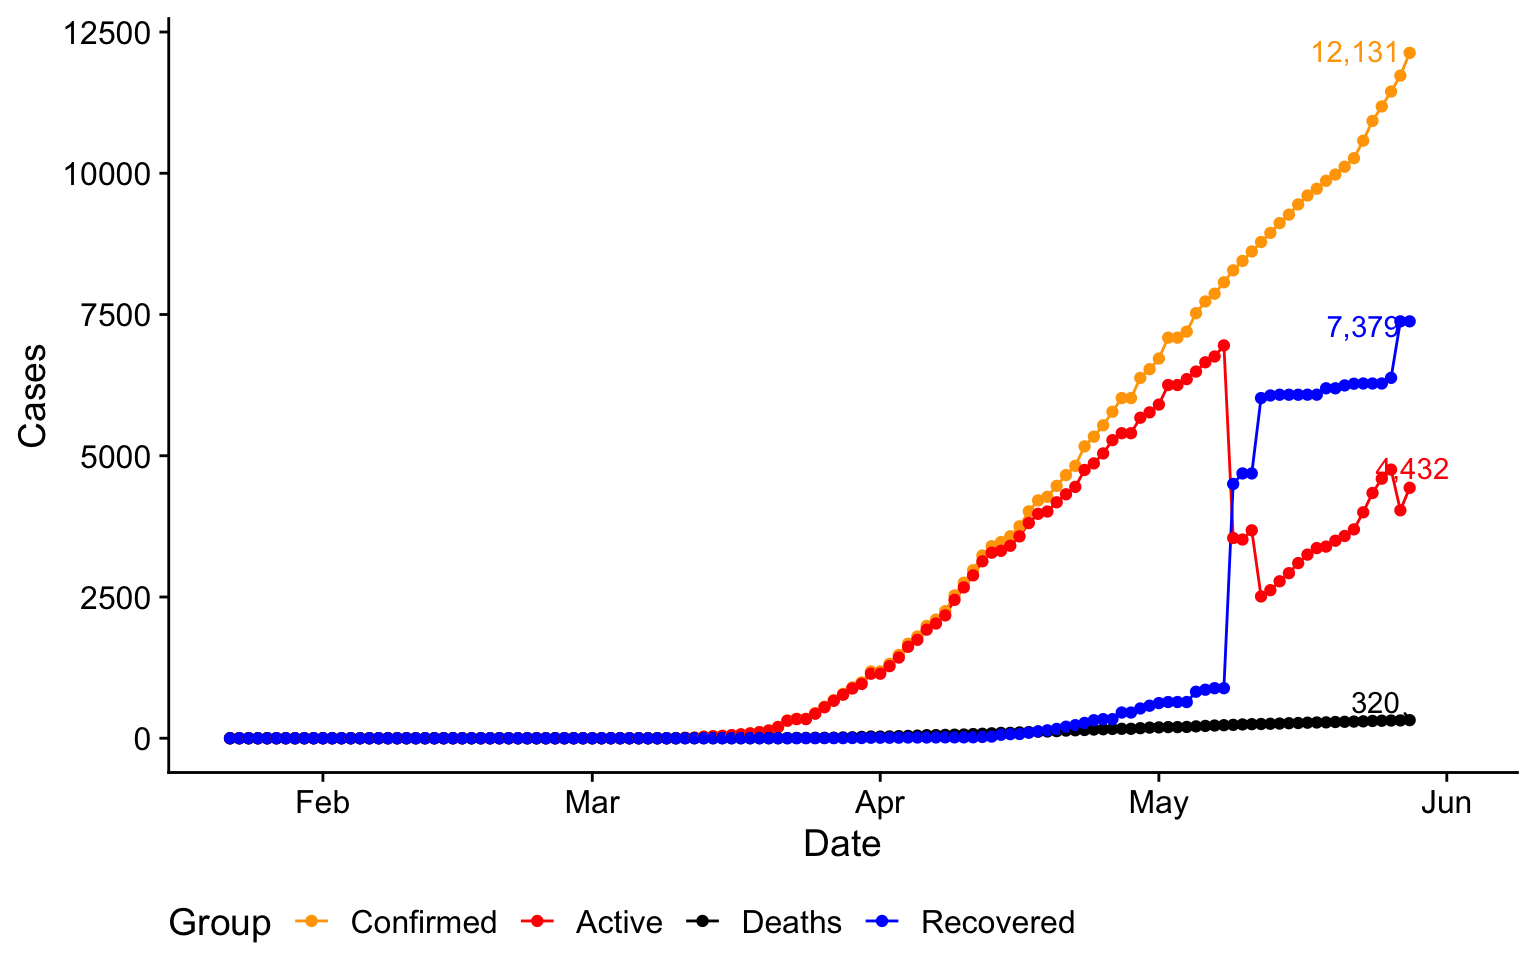 12500
12,131
10000
7500
7,379
Cases
5000
4,432
2500
320
0
Feb Mar Apr May Jun
Date
Group Confirmed Active Deaths Recovered